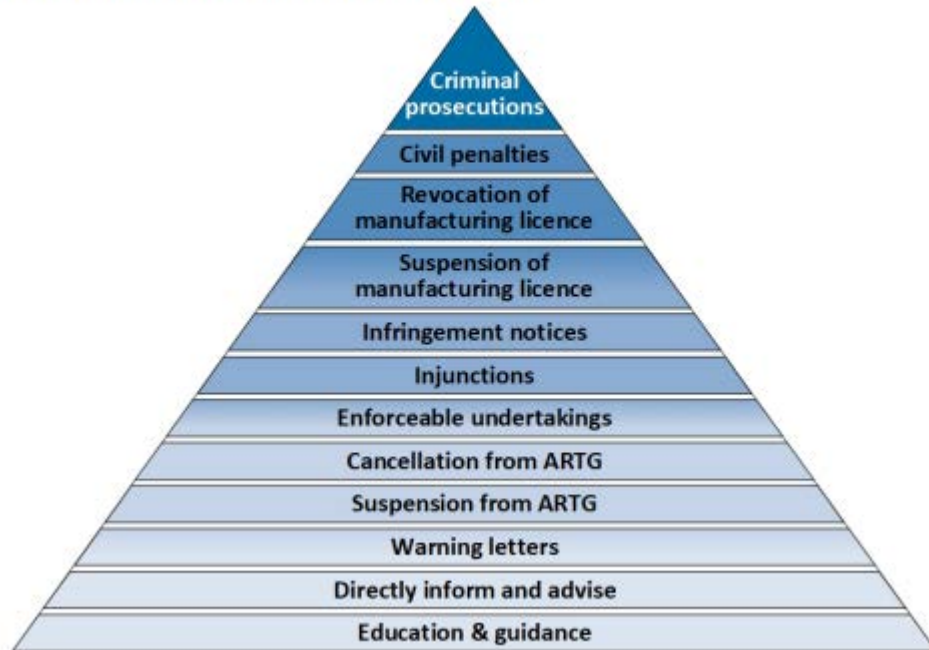 Criminal
prosecutions
Civil penalties
Revocation of
manufacturing licence
Suspension of
manufacturing licence
Infringement notices
Injunctions
Enforceable undertakings
Cancellation from ARTG
Suspension from ARTG
Warning letters
Directly inform and advise
Education & guidance